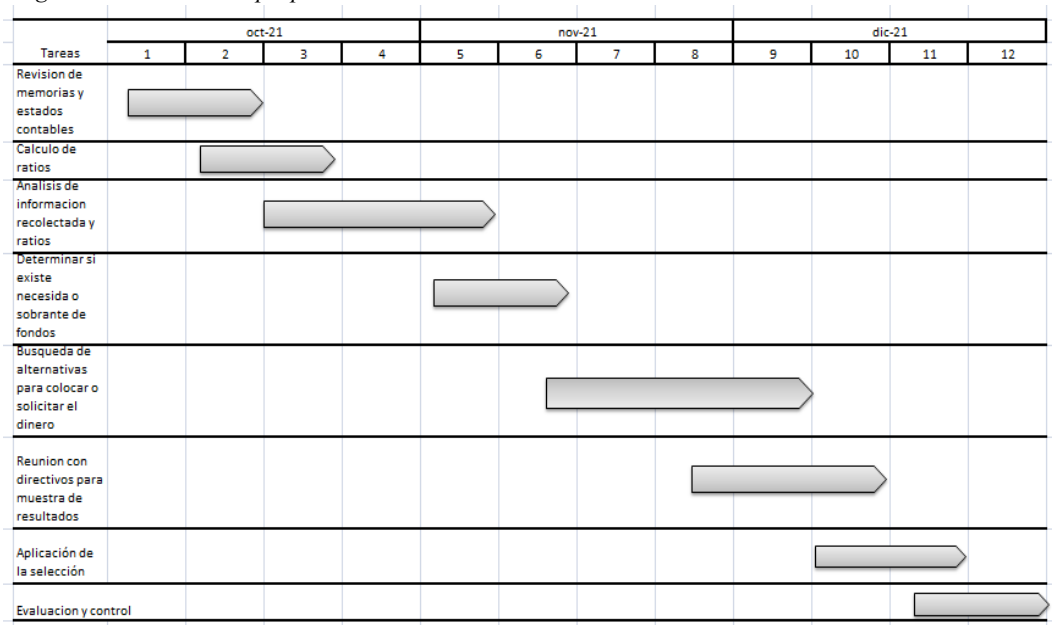 oct-21 nov-21 dic-21
Tareas 1 2 3 4 5 6 7 8 9 10 11 12
Revision de
memorias y
estados
contables
Calculo de
ratios
Analisis de
informacion
recolectada y
ratios
Determinar si
existe
necesida o
sobrante de
fondos
Busqueda de
alternativas
para colocar o
solicitar el
dinero
Reunion con
directivos para
muestra de
resultados
Aplicación de
la selección
Evaluacion y control